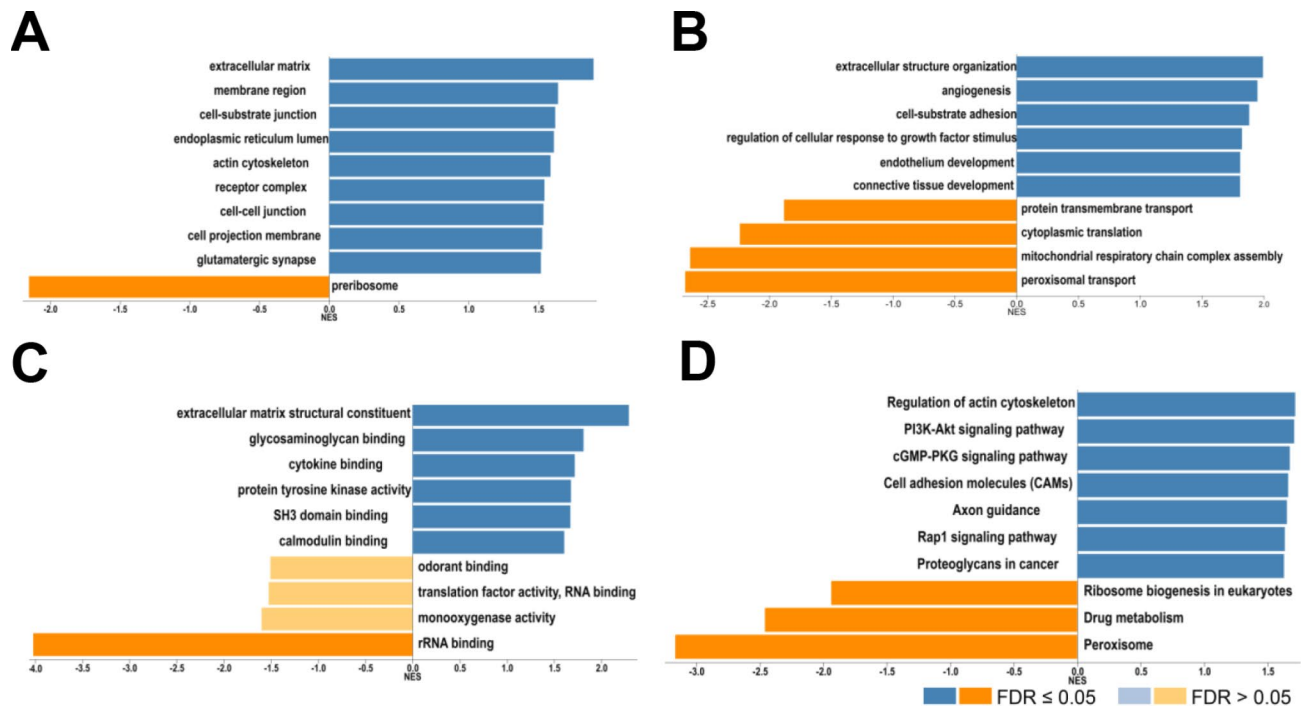 A
extracellular matrix
membrane region
cell-substrate junction
endoplasmic reticulum lumen
actin cytoskeleton
receptor complex
cell-cell junction
cell projection membrane
glutamatergic synapse
preribosome
-2.0 -1.5 -1.0 -0.5 0.0 0.5 1.0 1.5
NES
B
extracellular structure organization
angiogenesis
cell-substrate adhesion
regulation of cellular response to growth factor stimulus
endothelium development
connective tissue development
protein transmembrane transport
cytoplasmic translation
mitochondrial respiratory chain complex assembly
peroxisomal transport
-2.5 -2.0 -1.5 -1.0 -0.5 0.0 0.5 1.0 1.5 2.0
NES
C
extracellular matrix structural constituent
glycosaminoglycan binding
cytokine binding
protein tyrosine kinase activity
SH3 domain binding
calmodulin binding
odorant binding
translation factor activity, RNA binding
monooxygenase activity
rRNA binding
-4.0 -3.5 -3.0 -2.5 -2.0 -1.5 -1.0 -0.5 0.0 0.5 1.0 1.5 2.0
NES
D
Regulation of actin cytoskeleton
PI3K-Akt signaling pathway
cGMP-PKG signaling pathway
Cell adhesion molecules (CAMs)
Axon guidance
Rap1 signaling pathway
Proteoglycans in cancer
Ribosome biogenesis in eukaryotes
Drug metabolism
Peroxisome
-3.0 -2.5 -2.0 -1.5 -1.0 -0.5 0.0 0.5 1.0 1.5
NES
FDR ≤ 0.05 FDR > 0.05